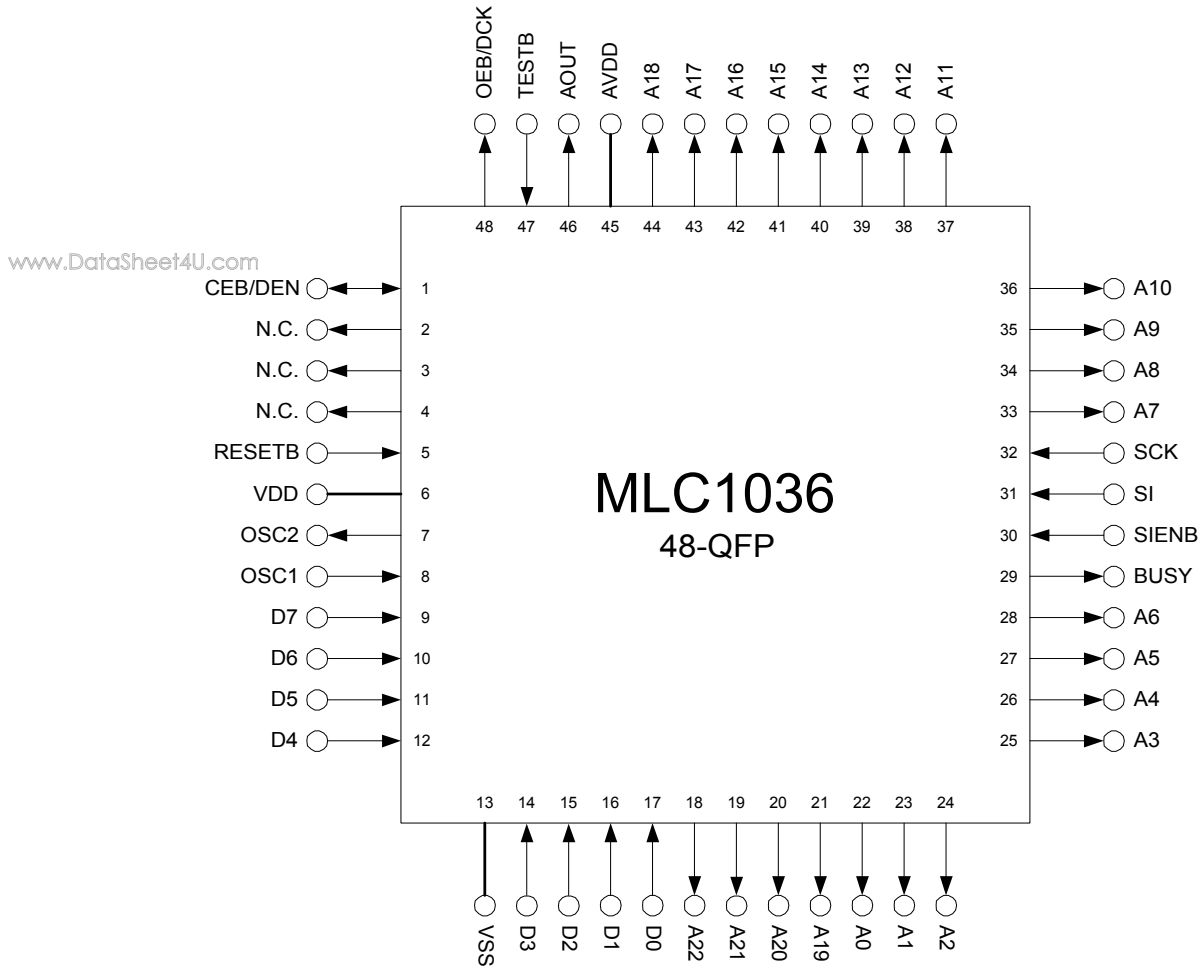 OEB/DCK
TESTB
AOUT
AVDD
A18
A17
A16
A15
A14
A13
A12
A11
48 47 46 45 44 43 42 41 40 39 38 37
www.DataSheet4U.com
CEB/DEN 1 36 A10
N.C. 2 35 A9
N.C. 3 34 A8
N.C. 4 33 A7
RESETB 5 32 SCK
VDD 6 31 SI
OSC2 7 30 SIENB
OSC1 8 29 BUSY
D7 9 28 A6
D6 10 27 A5
D5 11 26 A4
D4 12 25 A3
MLC1036
48-QFP
13 14 15 16 17 18 19 20 21 22 23 24
VSS
D3
D2
D1
D0
A22
A21
A20
A19
A0
A1
A2